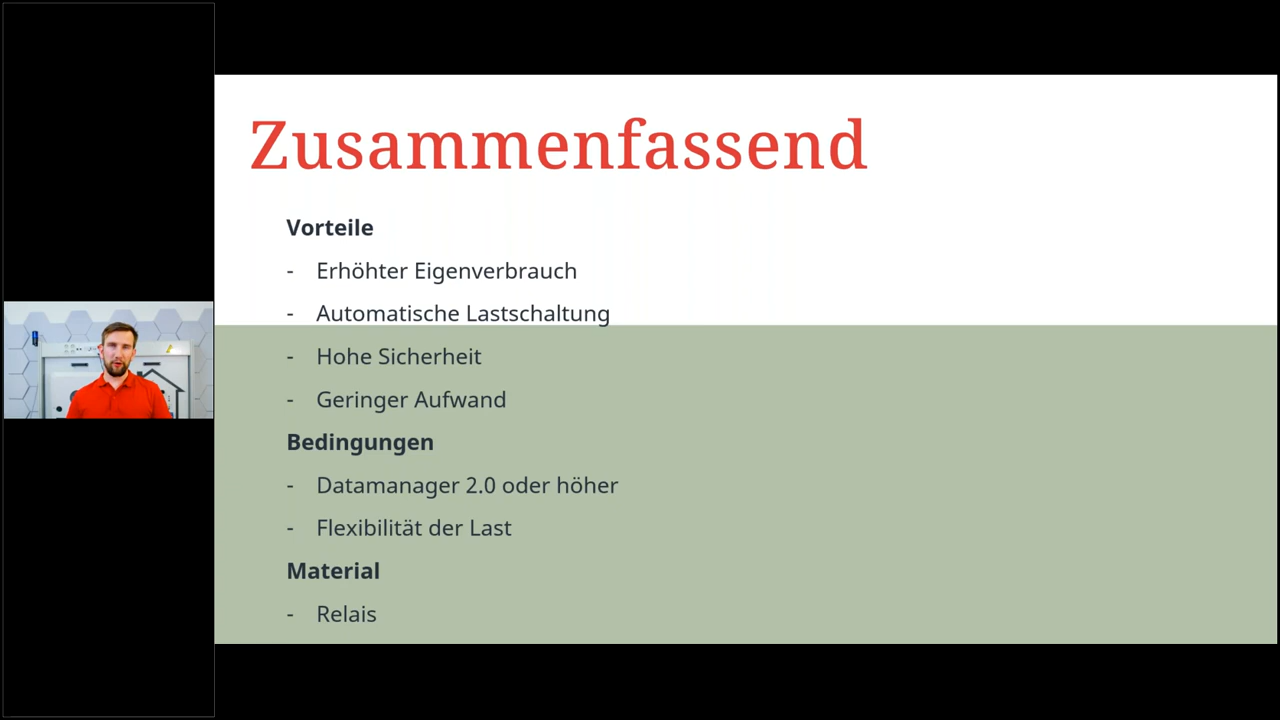 Zusammenfassend
Vorteile
- Erhöhter Eigenverbrauch
- Automatische Lastschaltung
- Hohe Sicherheit
- Geringer Aufwand
Bedingungen
- Datamanager 2.0 oder höher
- Flexibilität der Last
Material
- Relais